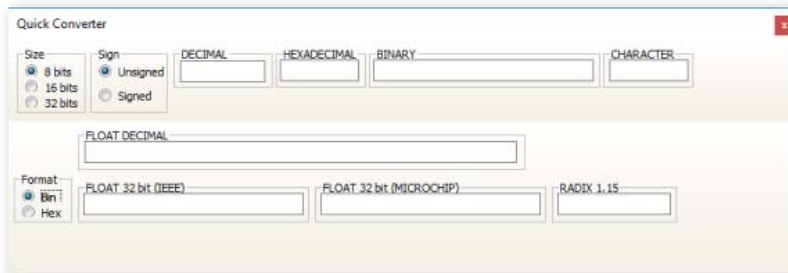 Quick Converter
x
Size
8 bits
16 bits
32 bits
Sign
Unsigned
Signed
DECIMAL
HEXADECIMAL
BINARY
CHARACTER
FLOAT DECIMAL
Format
Bin
Hex
FLOAT 32 bit (IEEE)
FLOAT 32 bit (MICROCHIP)
RADIX 1.15